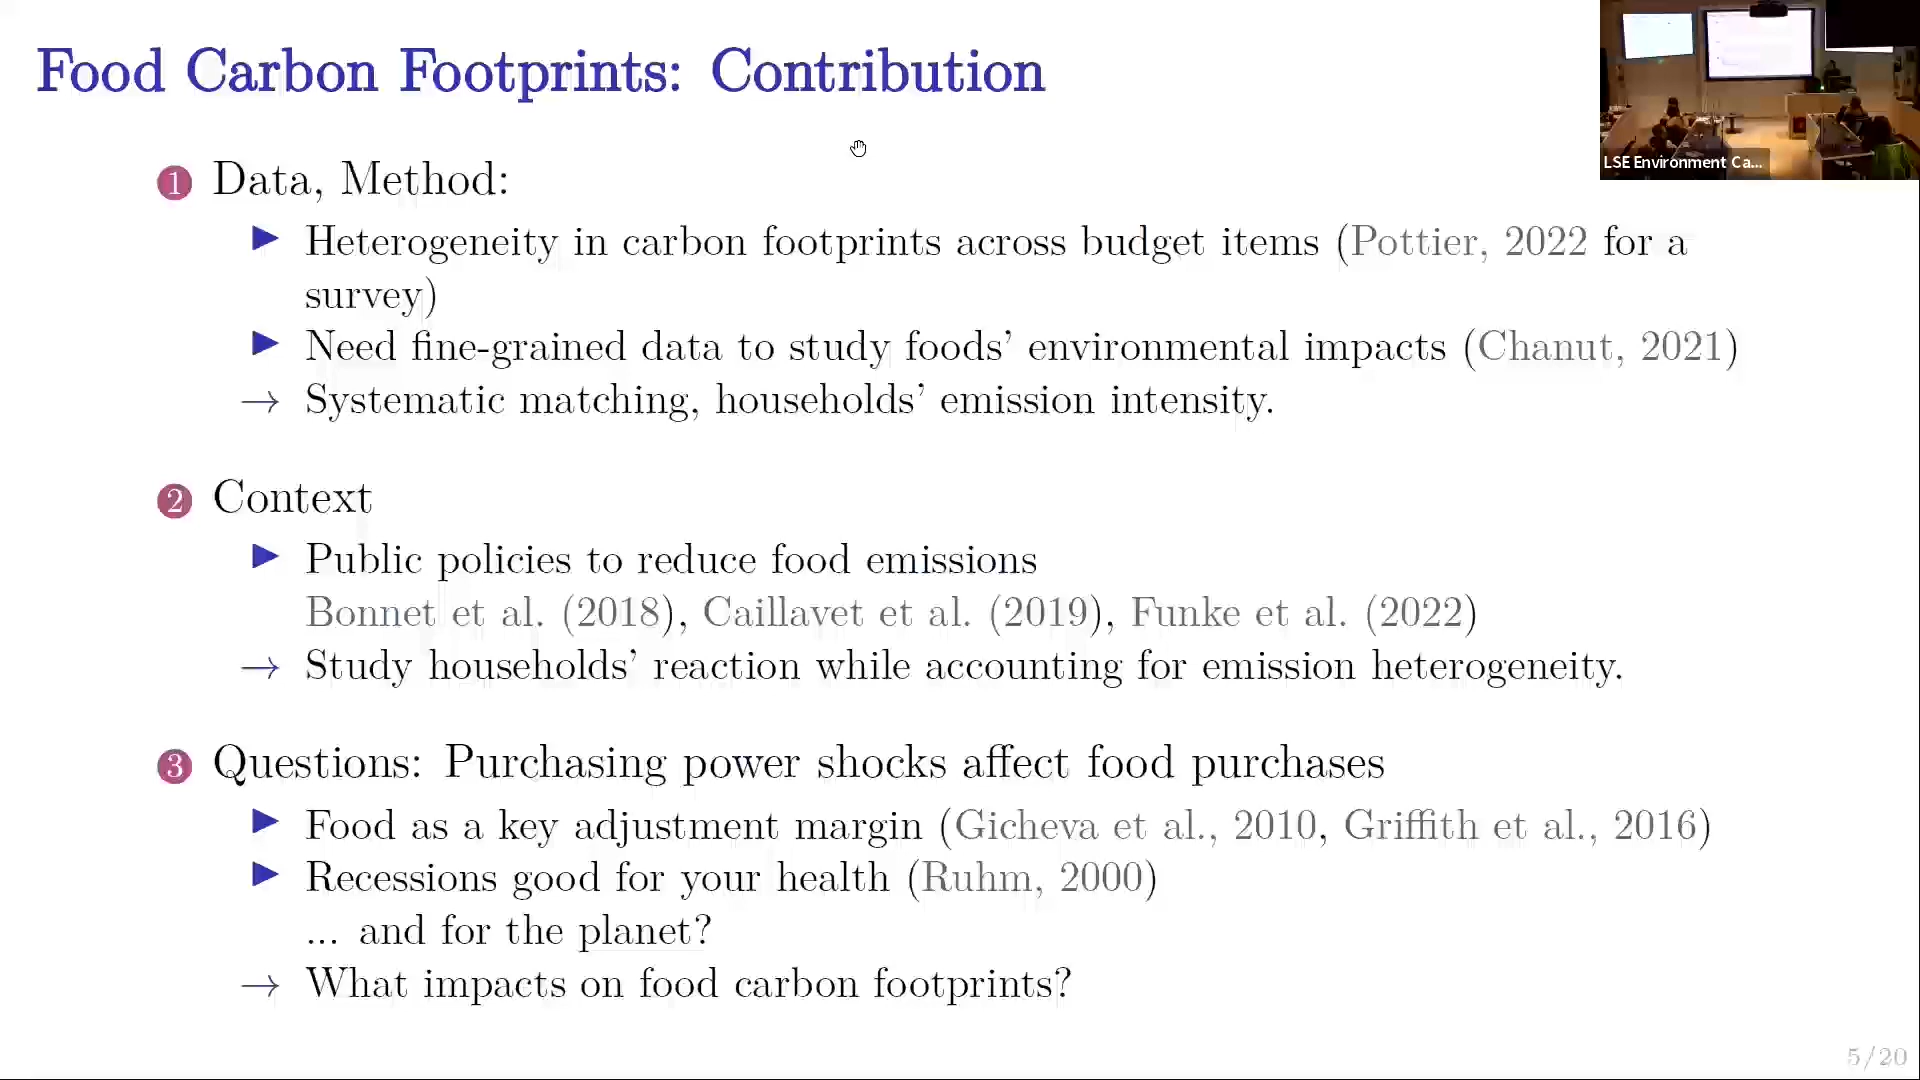 Food Carbon Footprints: Contribution
LSE Environment Ca...
1 Data, Method:
▶ Heterogeneity in carbon footprints across budget items (Pottier, 2022 for a
survey)
▶ Need fine-grained data to study foods' environmental impacts (Chanut, 2021)
→ Systematic matching, households' emission intensity.
2 Context
▶ Public policies to reduce food emissions
Bonnet et al. (2018), Caillavet et al. (2019), Funke et al. (2022)
→ Study households' reaction while accounting for emission heterogeneity.
3 Questions: Purchasing power shocks affect food purchases
▶ Food as a key adjustment margin (Gicheva et al., 2010, Griffith et al., 2016)
▶ Recessions good for your health (Ruhm, 2000)
... and for the planet?
→ What impacts on food carbon footprints?
5/20